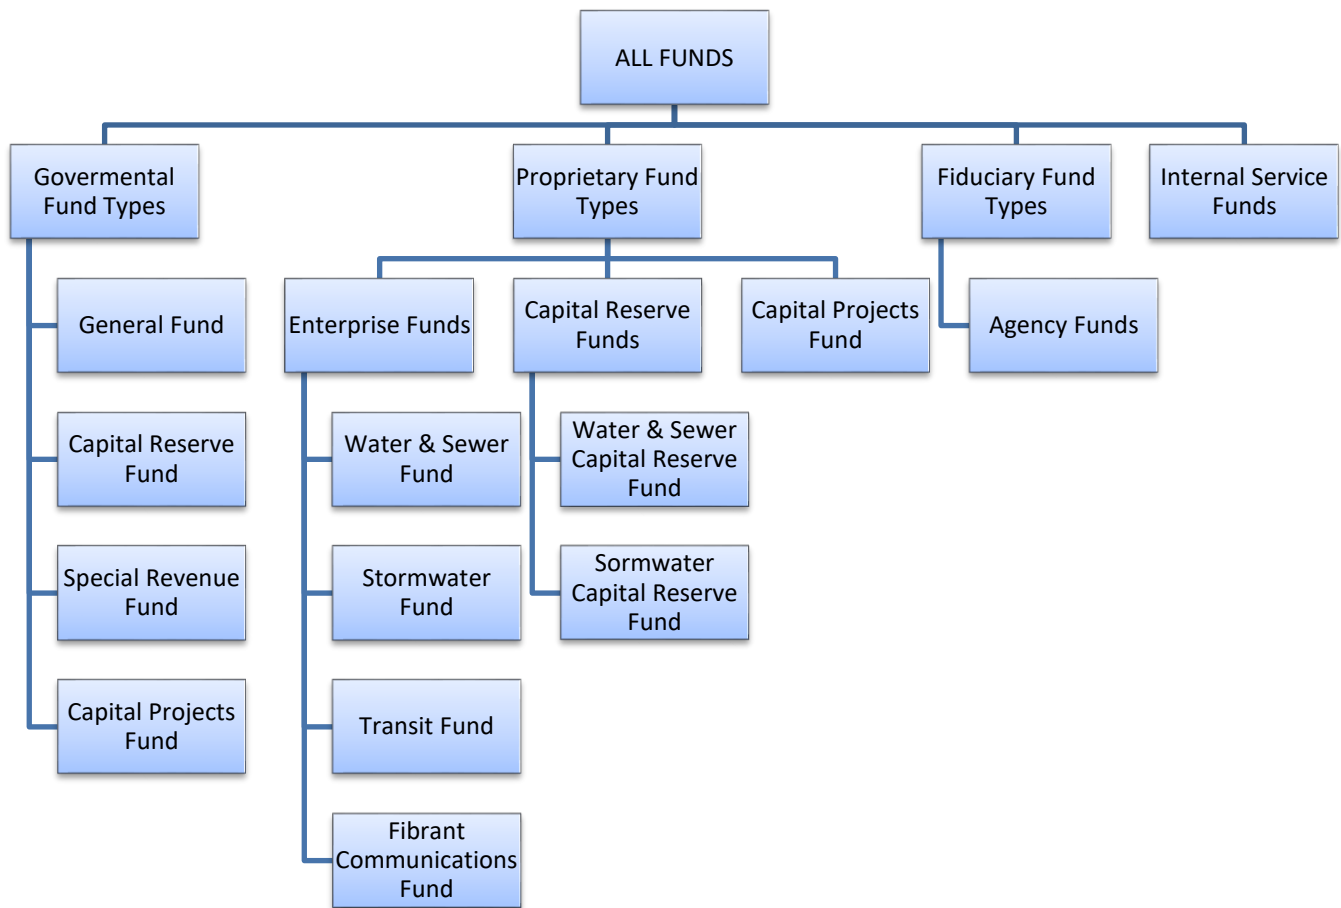 ALL FUNDS
Govermental
Fund Types
Proprietary Fund
Types
Fiduciary Fund
Types
Internal Service
Funds
General Fund
Enterprise Funds
Capital Reserve
Funds
Capital Projects
Fund
Agency Funds
Capital Reserve
Fund
Water & Sewer
Fund
Water & Sewer
Capital Reserve
Fund
Special Revenue
Fund
Stormwater
Fund
Sormwater
Capital Reserve
Fund
Capital Projects
Fund
Transit Fund
Fibrant
Communications
Fund